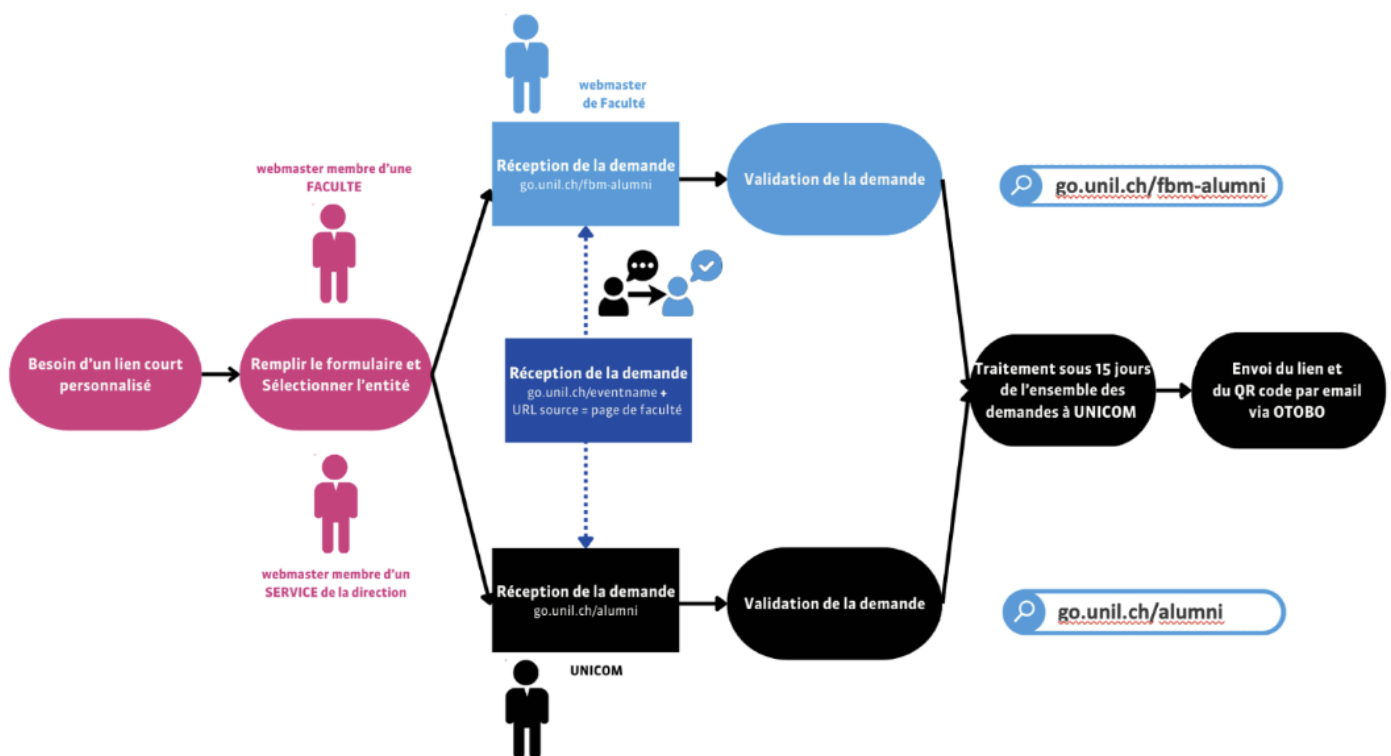 webmaster
de Faculté
webmaster membre d'une
FACULTE
Réception de la demande
go.unil.ch/fbm-alumni
Validation de la demande
go.unil.ch/fbm-alumni
Besoin d'un lien court
personnalisé
Remplir le formulaire et
Sélectionner l'entité
Réception de la demande
go.unil.ch/eventname +
URL source = page de faculté
Traitement sous 15 jours
de l'ensemble des
demandes à UNICOM
Envoi du lien et
du QR code par email
via OTOBO
webmaster membre d'un
SERVICE de la direction
Réception de la demande
go.unil.ch/alumni
Validation de la demande
go.unil.ch/alumni
UNICOM